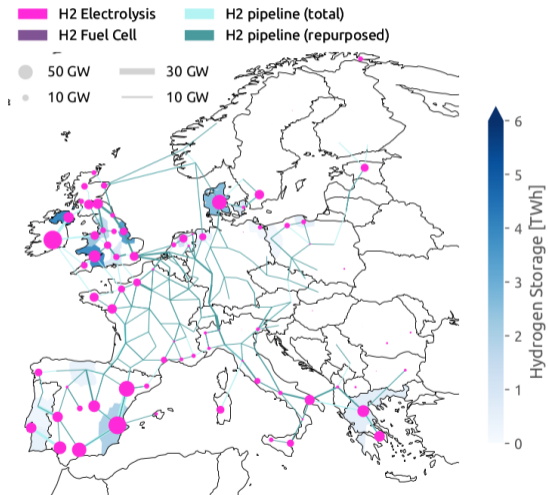 H2 Electrolysis
H2 Fuel Cell
H2 pipeline (total)
H2 pipeline (repurposed)
50 GW
10 GW
30 GW
10 GW
6
5
4
3
2
1
0
Hydrogen Storage [TWh]